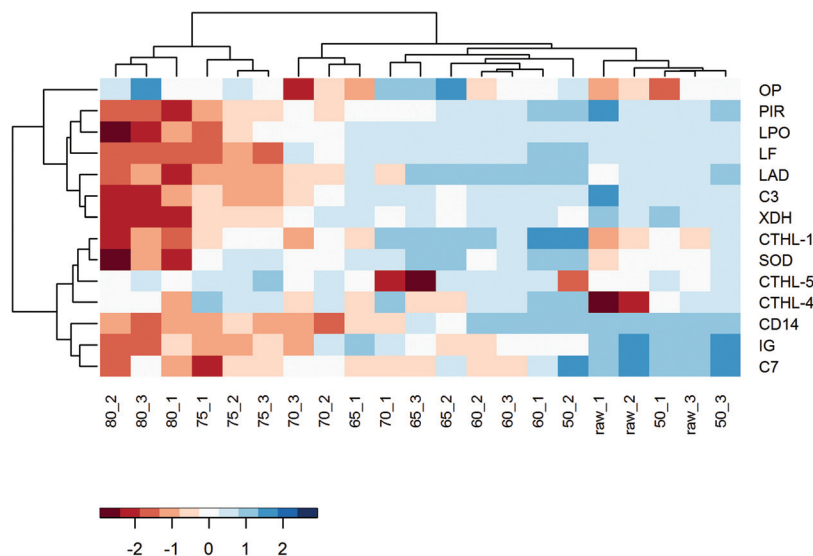 OP
PIR
LPO
LF
LAD
C3
XDH
CTHL-1
SOD
CTHL-5
CTHL-4
CD14
IG
C7
80_2 80_3 80_1 75_1 75_2 75_3 70_3 70_2 65_1 70_1 65_3 65_2 60_2 60_3 60_1 50_2 raw_1 raw_2 50_1 raw_3 50_3
-2 -1 0 1 2